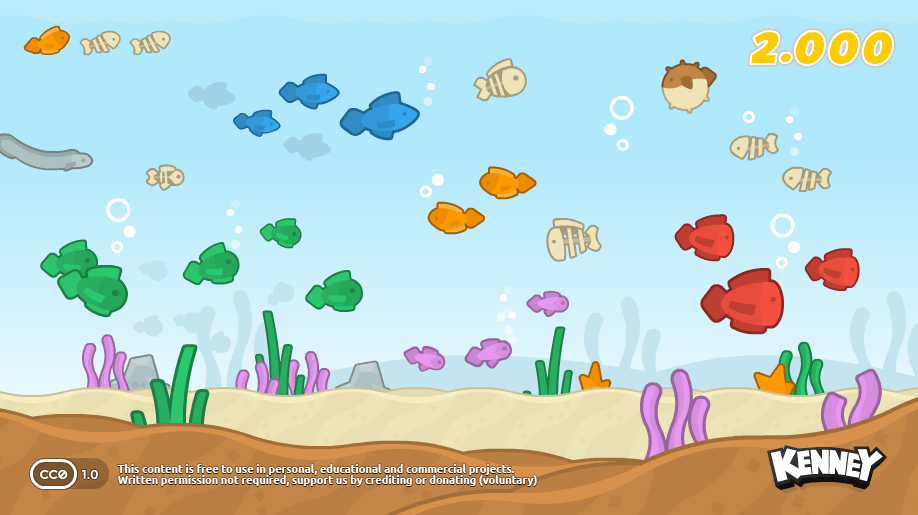 2.000
CC0 1.0
This content is free to use in personal, educational and commercial projects.
Written permission not required, support us by crediting or donating (voluntary)
KENNEY